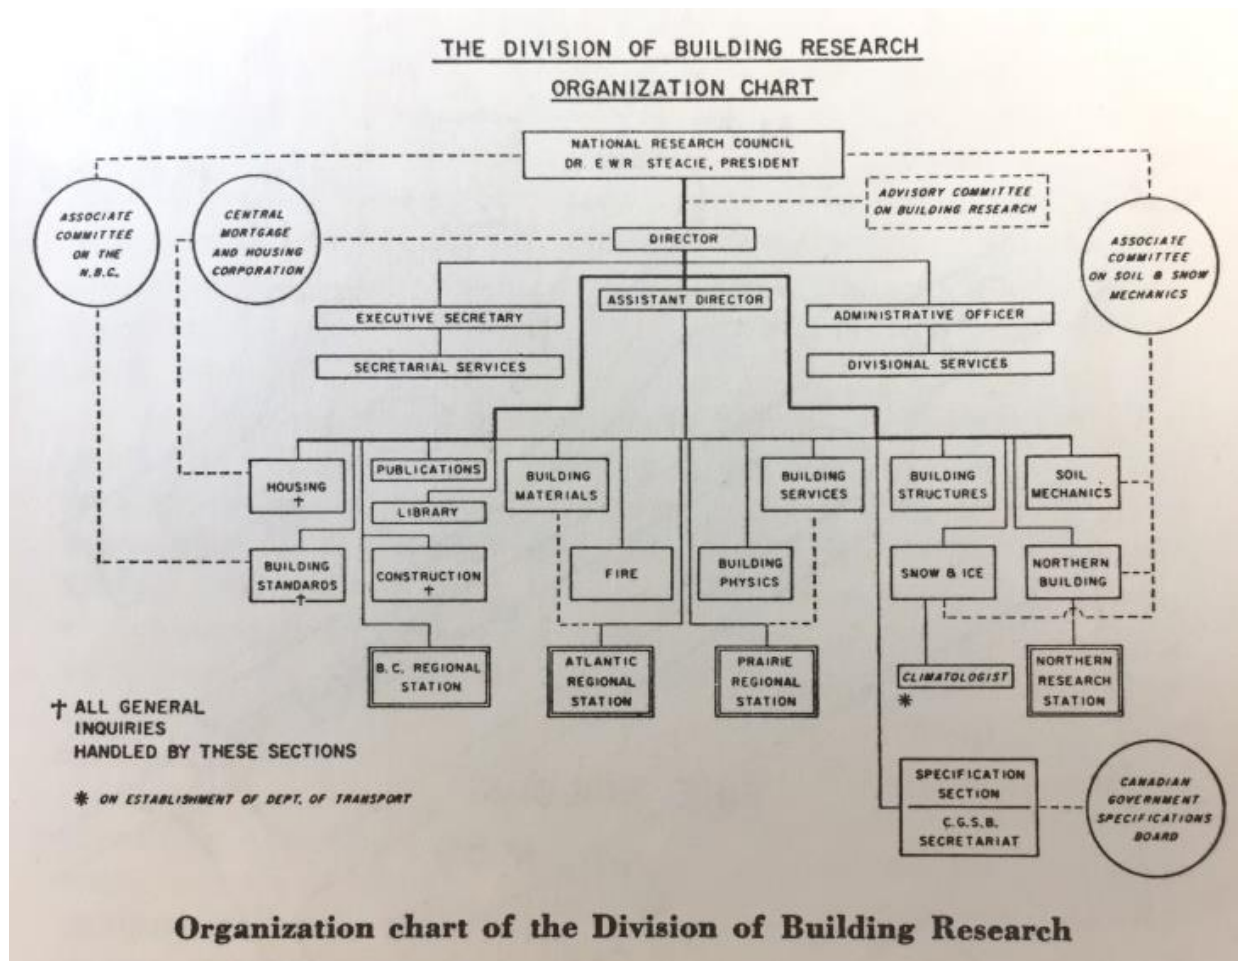 THE DIVISION OF BUILDING RESEARCH
ORGANIZATION CHART
NATIONAL RESEARCH COUNCIL
DR. E W R STEACIE, PRESIDENT
ADVISORY COMMITTEE
ON BUILDING RESEARCH
ASSOCIATE
COMMITTEE
ON THE
N.B.C.
CENTRAL
MORTGAGE
AND HOUSING
CORPORATION
DIRECTOR
ASSOCIATE
COMMITTEE
ON SOIL & SNOW
MECHANICS
ASSISTANT DIRECTOR
EXECUTIVE SECRETARY
ADMINISTRATIVE OFFICER
SECRETARIAL SERVICES
DIVISIONAL SERVICES
HOUSING
†
PUBLICATIONS
LIBRARY
BUILDING
MATERIALS
BUILDING
SERVICES
BUILDING
STRUCTURES
SOIL
MECHANICS
BUILDING
STANDARDS
†
CONSTRUCTION
†
FIRE
BUILDING
PHYSICS
SNOW & ICE
NORTHERN
BUILDING
B.C. REGIONAL
STATION
ATLANTIC
REGIONAL
STATION
PRAIRIE
REGIONAL
STATION
CLIMATOLOGIST
*
NORTHERN
RESEARCH
STATION
† ALL GENERAL
INQUIRIES
HANDLED BY THESE SECTIONS
* ON ESTABLISHMENT OF DEPT. OF TRANSPORT
SPECIFICATION
SECTION
C.G.S.B.
SECRETARIAT
CANADIAN
GOVERNMENT
SPECIFICATIONS
BOARD
Organization chart of the Division of Building Research